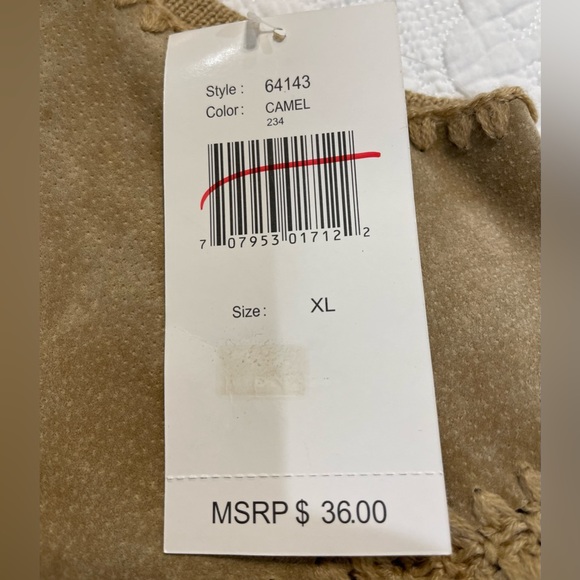 Style : 64143
Color : CAMEL
234
7 07953 01712 2
Size : XL
MSRP $ 36.00